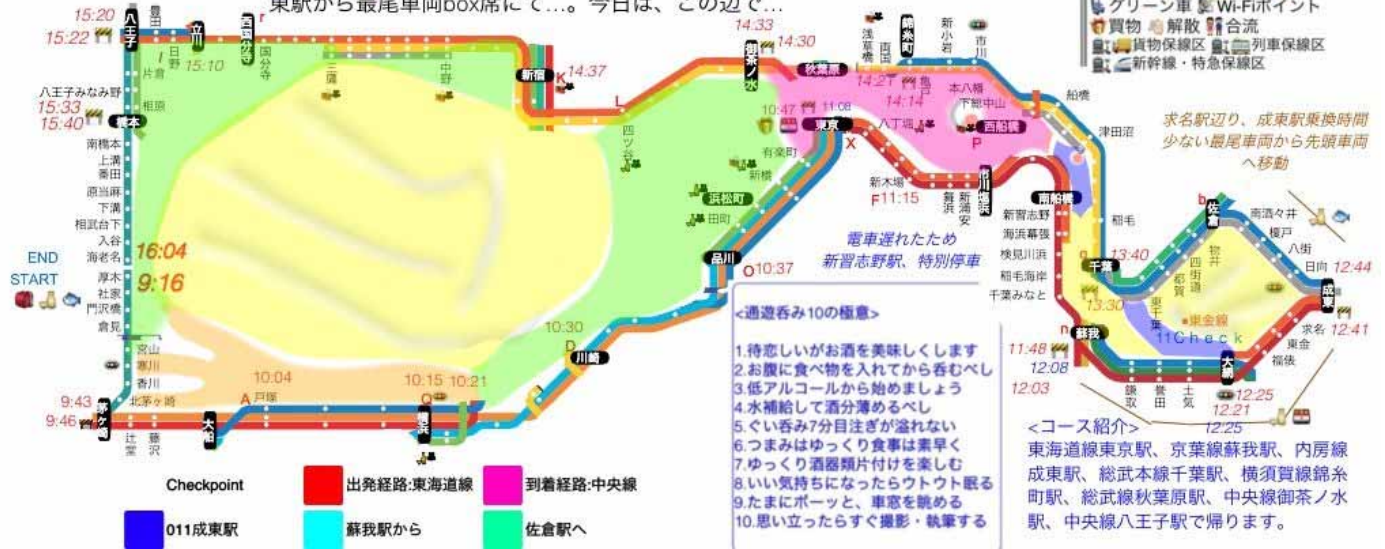 東駅から最尾車両box席にて…。今日は、この辺で…
グリーン車 Wi-Fiポイント
買物 解散 合流
貨物保線区 列車保線区
新幹線・特急保線区
15:20
15:22
八王子
豊田
日野
立川
15:10
西国分寺
r
国分寺
三鷹
中野
新宿
K
14:37
L
四ツ谷
14:33
14:30
御茶ノ水
秋葉原
浅草橋
両国
錦糸町
亀戸
新小岩
市川
14:21
14:14
本八幡
下総中山
西船橋
P
船橋
津田沼
稲毛
片倉
八王子みなみ野
相原
15:33
15:40
橋本
南橋本
上溝
番田
原当麻
下溝
相武台下
入谷
海老名
厚木
社家
門沢橋
倉見
宮山
寒川
香川
北茅ヶ崎
END
START
16:04
9:16
9:43
9:46
茅ヶ崎
辻堂
藤沢
大船
A
10:04
戸塚
10:15
10:21
横浜
10:30
D
川崎
品川
O
10:37
田町
浜松町
新橋
有楽町
10:47
11:08
東京
X
八丁堀
新木場
F
11:15
舞浜
新浦安
市川塩浜
南船橋
新習志野
海浜幕張
検見川浜
稲毛海岸
千葉みなと
電車遅れたため
新習志野駅、特別停車
求名駅辺り、成東駅乗換時間
少ない最尾車両から先頭車両
へ移動
千葉
13:40
13:30
東千葉
都賀
四街道
物井
b
佐倉
南酒々井
榎戸
八街
日向
12:44
成東
12:41
求名
東金
福俵
東金線
11Check
n
蘇我
11:48
12:08
12:03
鎌取
誉田
土気
大網
12:25
12:21
12:25
<通遊呑み10の極意>
1.待恋しいがお酒を美味しくします
2.お腹に食べ物を入れてから呑むべし
3.低アルコールから始めましょう
4.水補給して酒分薄めるべし
5.ぐい呑み7分目注ぎが溢れない
6.つまみはゆっくり食事は素早く
7.ゆっくり酒器類片付けを楽しむ
8.いい気持ちになったらウトウト眠る
9.たまにボーッと、車窓を眺める
10.思い立ったらすぐ撮影・執筆する
<コース紹介>
東海道線東京駅、京葉線蘇我駅、内房線
成東駅、総武本線千葉駅、横須賀線錦糸
町駅、総武線秋葉原駅、中央線御茶ノ水
駅、中央線八王子駅で帰ります。
Checkpoint
出発経路:東海道線
到着経路:中央線
011成東駅
蘇我駅から
佐倉駅へ